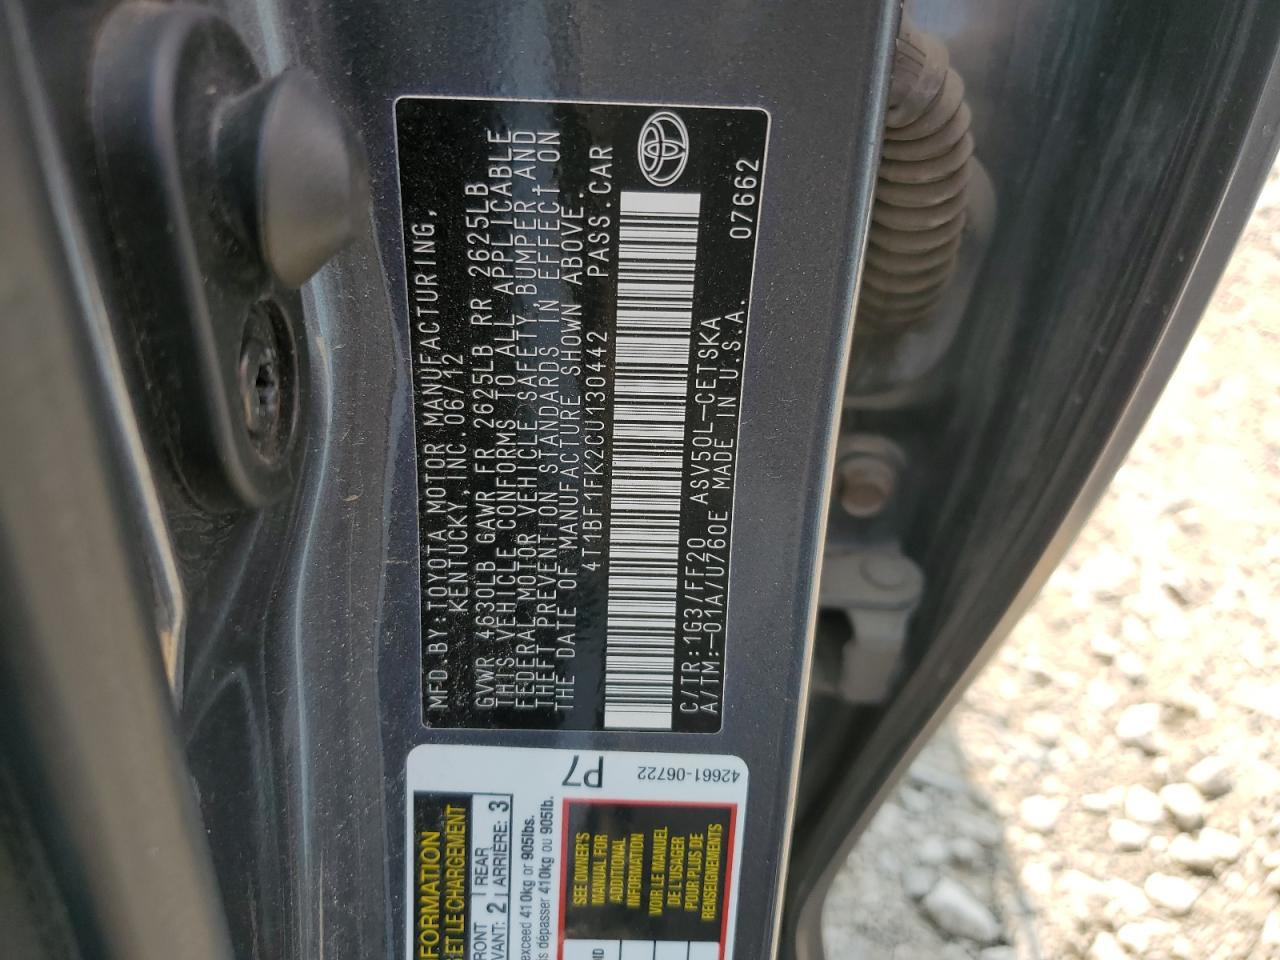 MFD.BY:TOYOTA MOTOR MANUFACTURING,
KENTUCKY,INC. 06/12
GVWR 4630LB GAWR FR 2625LB RR 2625LB
THIS VEHICLE CONFORMS TO ALL APPLICABLE
FEDERAL MOTOR VEHICLE SAFETY,BUMPER,AND
THEFT PREVENTION STANDARDS IN EFFECT ON
THE DATE OF MANUFACTURE SHOWN ABOVE.
4T1BF1FK2CU130442 PASS.CAR
C/TR:1G3/FF20 ASV50L-CETSKA
A/TM:-01A/U760E MADE IN U.S.A.
07662
P7
42661-06722
FORMATION
ET LE CHARGEMENT
FRONT 2 REAR 3
AVANT: ARRIÈRE:
exceed 410kg or 905lbs.
dépasser 410kg ou 905lb.
SEE OWNER'S
MANUAL FOR
ADDITIONAL
INFORMATION
VOIR LE MANUEL
DE L'USAGER
POUR PLUS DE
RENSEIGNEMENTS